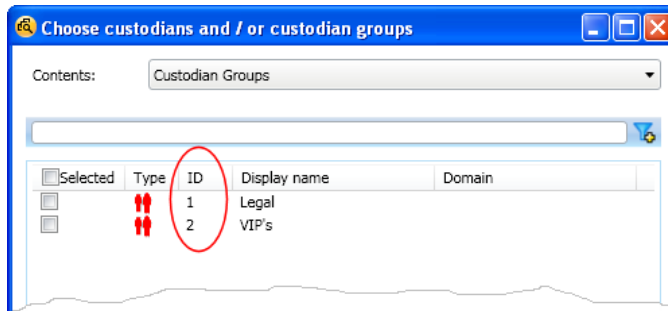 Choose custodians and / or custodian groups
Contents: Custodian Groups
Selected Type ID Display name Domain
1 Legal
2 VIP's